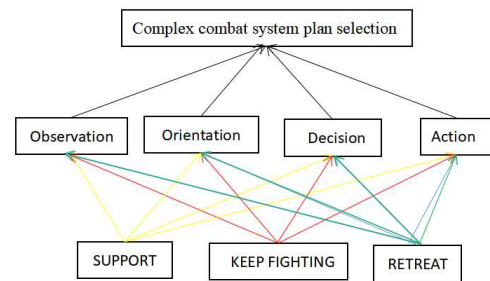 Complex combat system plan selection
Observation
Orientation
Decision
Action
SUPPORT
KEEP FIGHTING
RETREAT